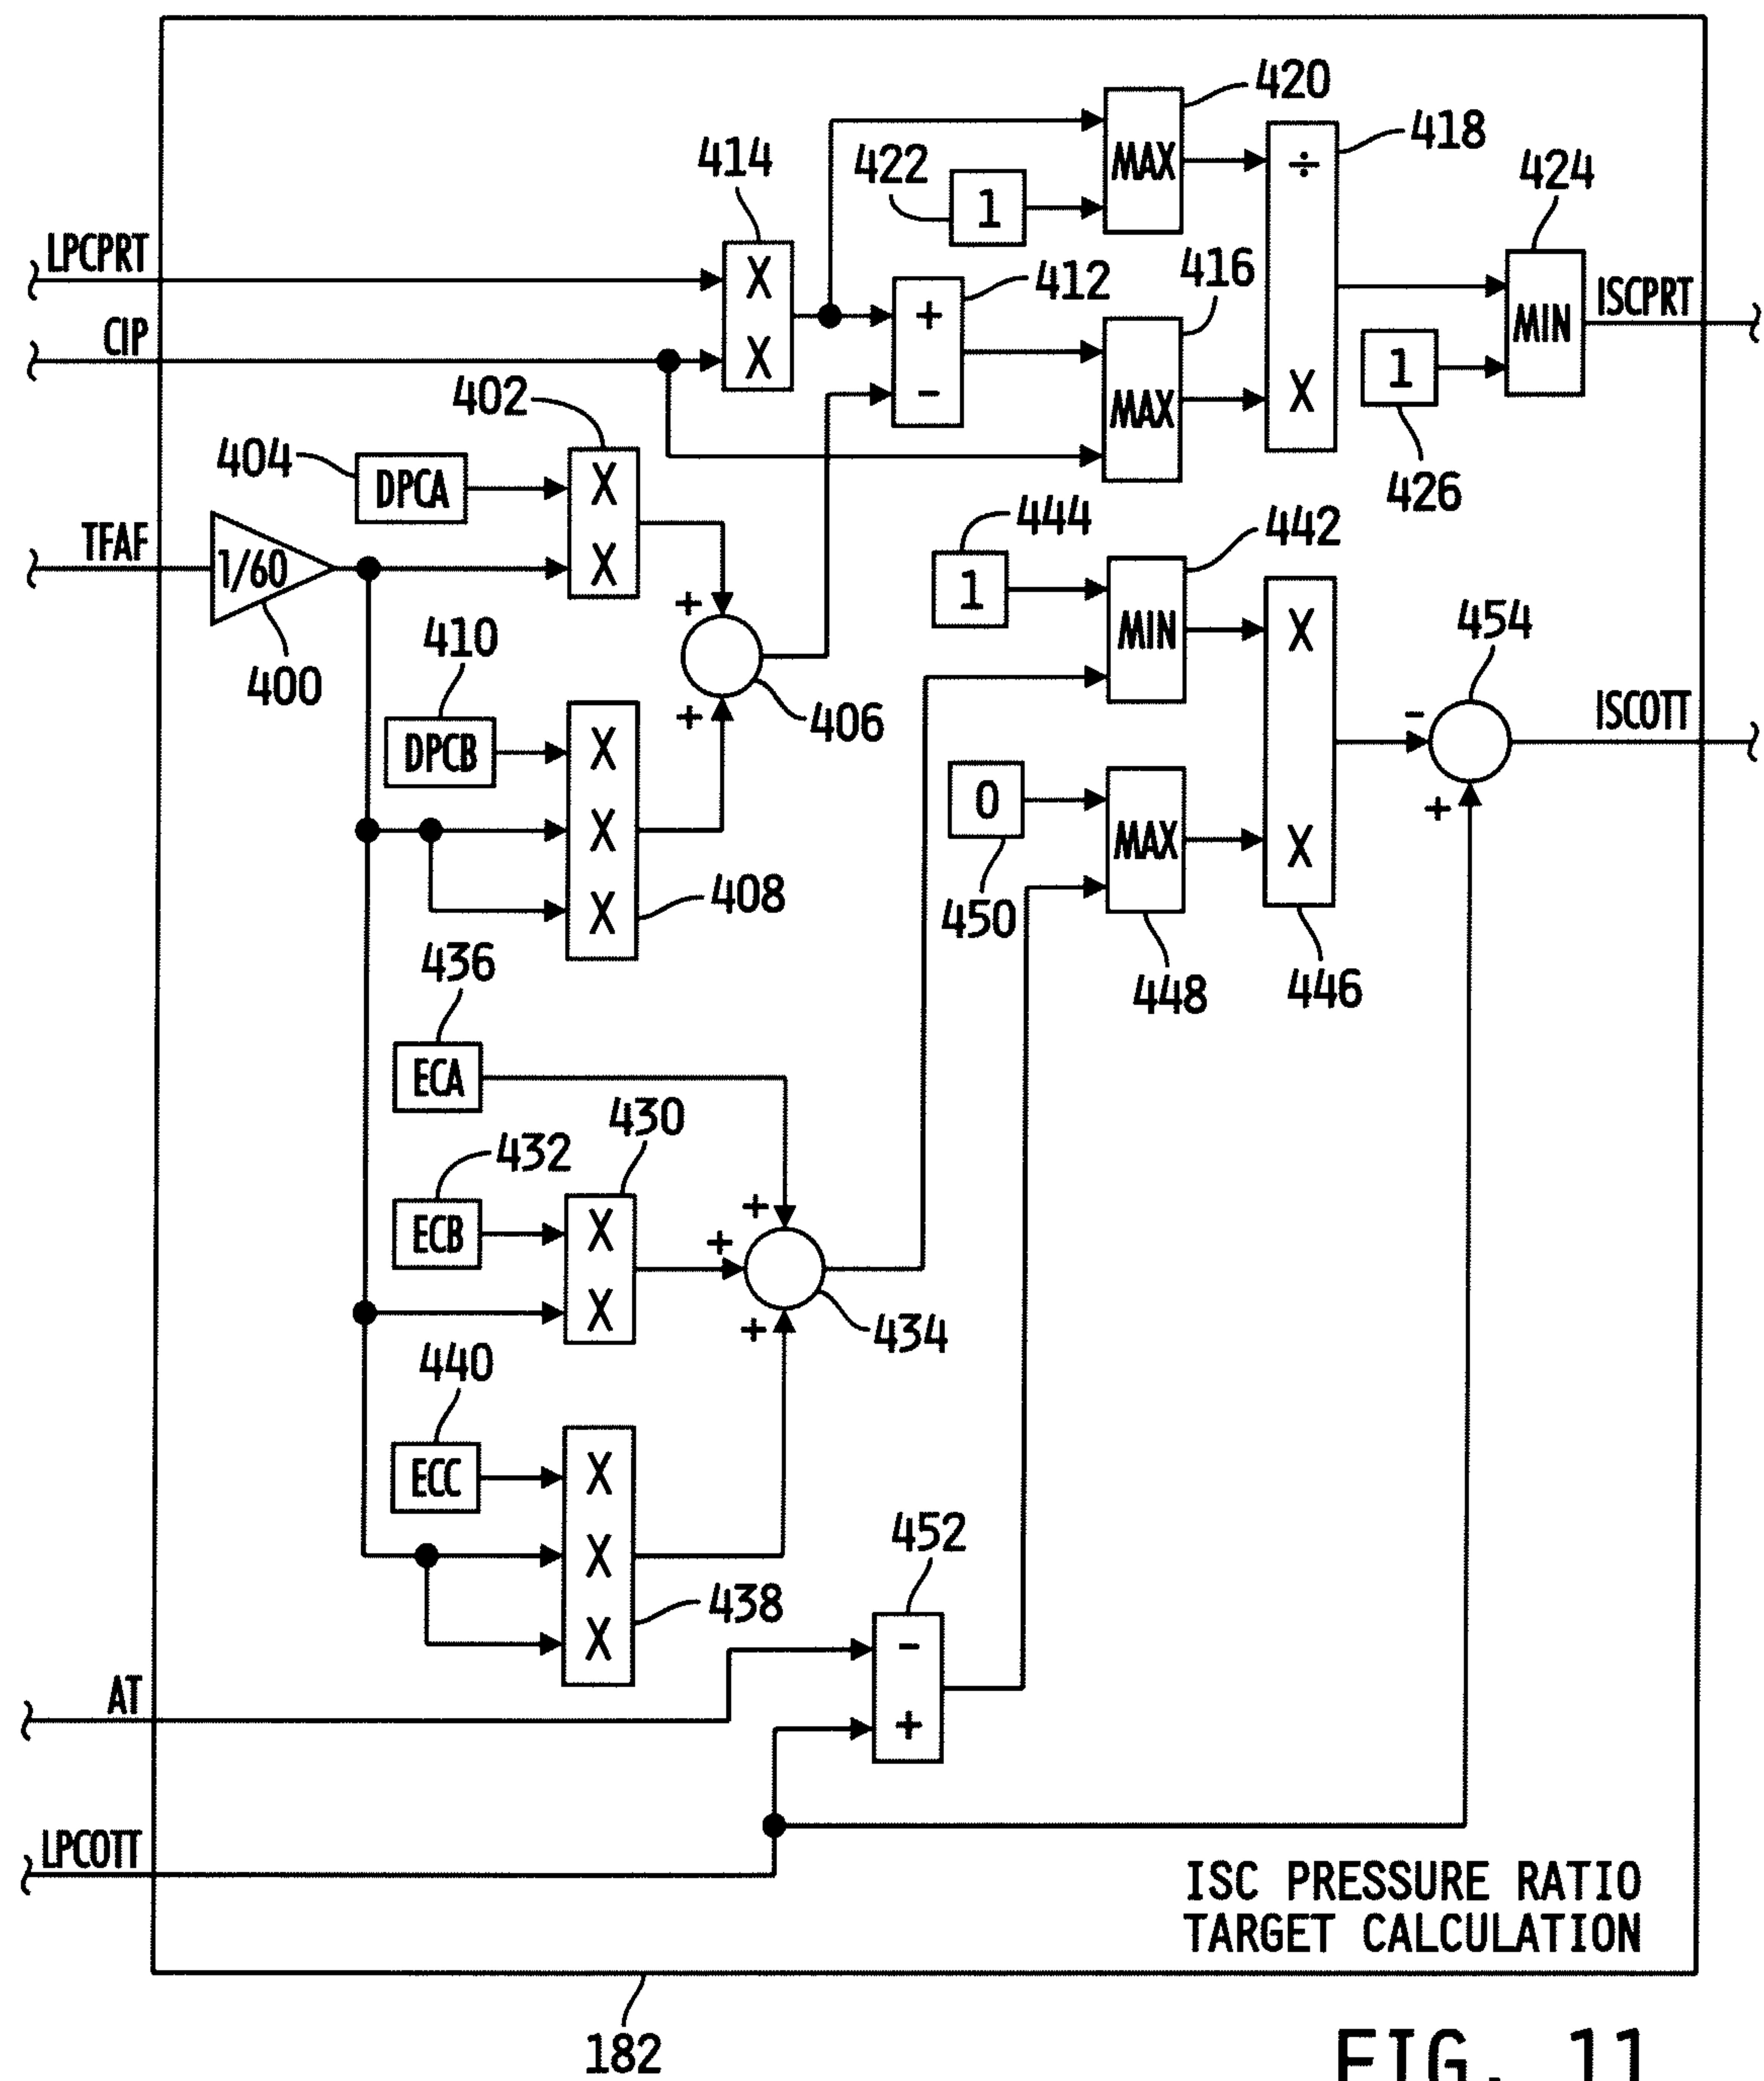 420
418
414
422
MAX
÷
424
1
LPCPRT
X
416
412
ISCPRT
+
MIN
CIP
X
402
1
X
-
MAX
404
DPCA
X
426
444
442
TFAF
1/60
X
1
+
454
410
MIN
X
400
+
406
-
ISCOTT
DPCB
X
0
+
X
MAX
X
408
X
450
436
448
446
ECA
430
432
+
ECB
X
+
X
+
434
440
ECC
X
452
X
438
-
X
AT
+
LPCOTT
ISC PRESSURE RATIO
TARGET CALCULATION
182
FIG. 11